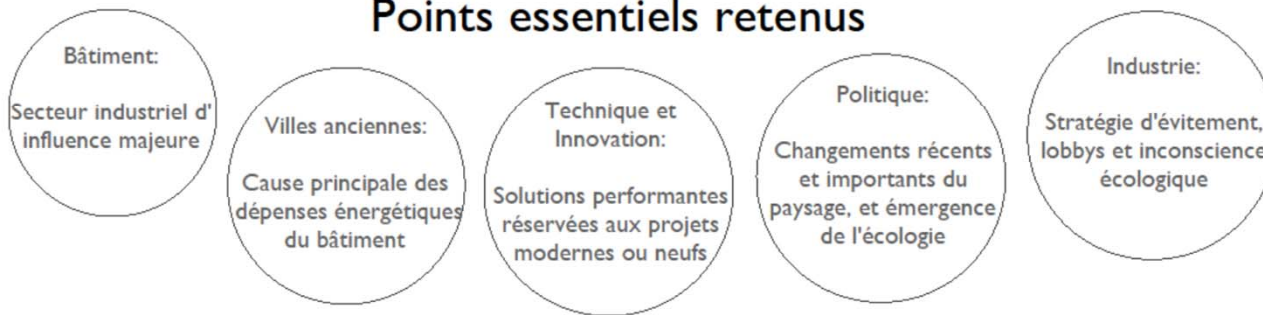 Points essentiels retenus
Bâtiment:
Secteur industriel d'
influence majeure
Villes anciennes:
Cause principale des
dépenses énergétiques
du bâtiment
Technique et
Innovation:
Solutions performantes
réservées aux projets
modernes ou neufs
Politique:
Changements récents
et importants du
paysage, et émergence
de l'écologie
Industrie:
Stratégie d'évitement,
lobbys et inconscience
écologique